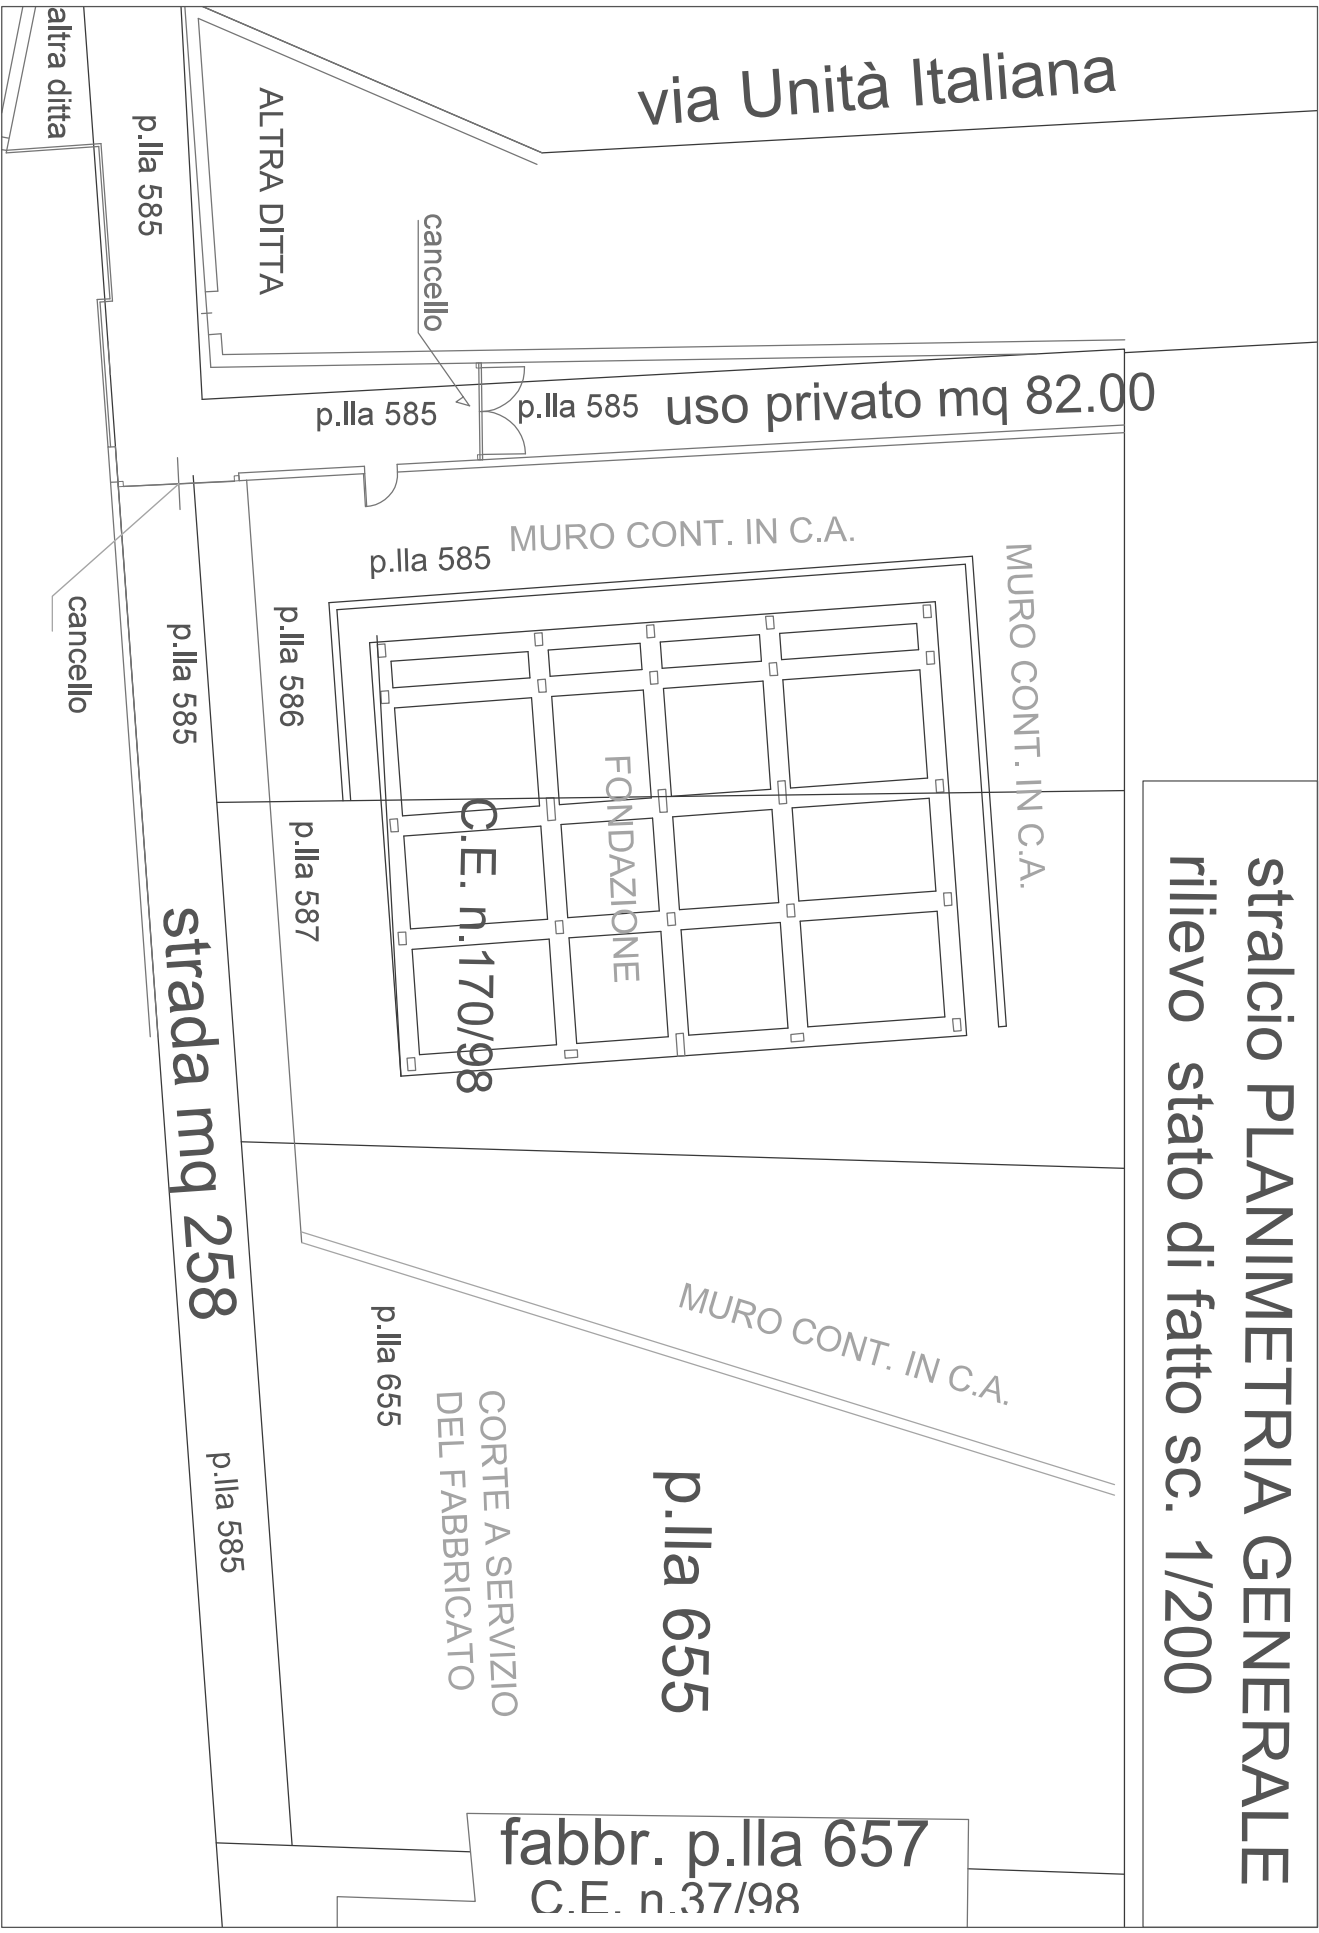 stralcio PLANIMETRIA GENERALE
rilievo stato di fatto sc. 1/200
via Unità Italiana
altra ditta
p.lla 585
ALTRA DITTA
cancello
p.lla 585
p.lla 585
uso privato mq 82.00
MURO CONT. IN C.A.
p.lla 585
MURO CONT. IN C.A.
cancello
p.lla 585
p.lla 586
FONDAZIONE
C.E. n.170/98
p.lla 587
strada mq 258
MURO CONT. IN C.A.
p.lla 655
CORTE A SERVIZIO
DEL FABBRICATO
p.lla 655
p.lla 585
fabbr. p.lla 657
C.E. n.37/98